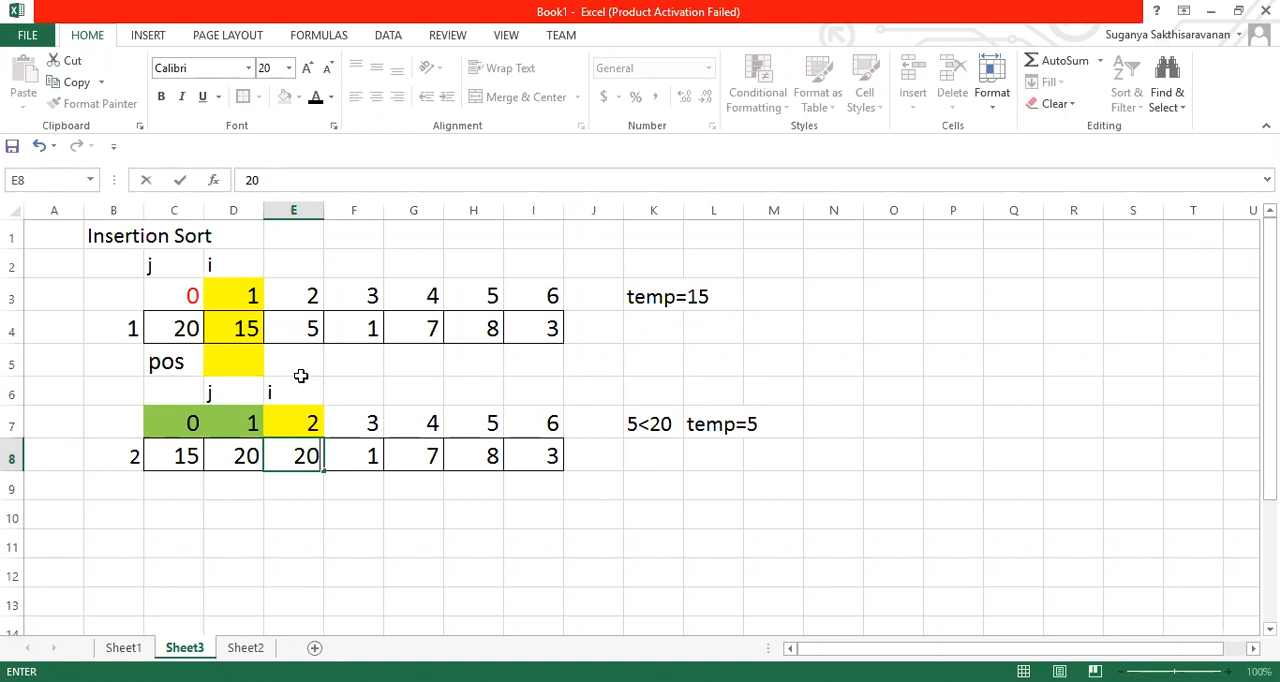 Book1 - Excel (Product Activation Failed)
FILE HOME INSERT PAGE LAYOUT FORMULAS DATA REVIEW VIEW TEAM Suganya Sakthisaravanan
Paste Cut Copy Format Painter Clipboard
Calibri 20 B I U A Font
Wrap Text Merge & Center Alignment
General $ % , Number
Conditional Formatting Format as Table Cell Styles Styles
Insert Delete Format Cells
AutoSum Fill Clear Sort & Filter Find & Select Editing
E8 fx 20
A B C D E F G H I J K L M N O P Q R S T U
1 Insertion Sort
2 j i
3 0 1 2 3 4 5 6 temp=15
4 1 20 15 5 1 7 8 3
5 pos
6 j i
7 0 1 2 3 4 5 6 5<20 temp=5
8 2 15 20 20 1 7 8 3
9
10
11
12
13
14
Sheet1 Sheet3 Sheet2
ENTER 100%